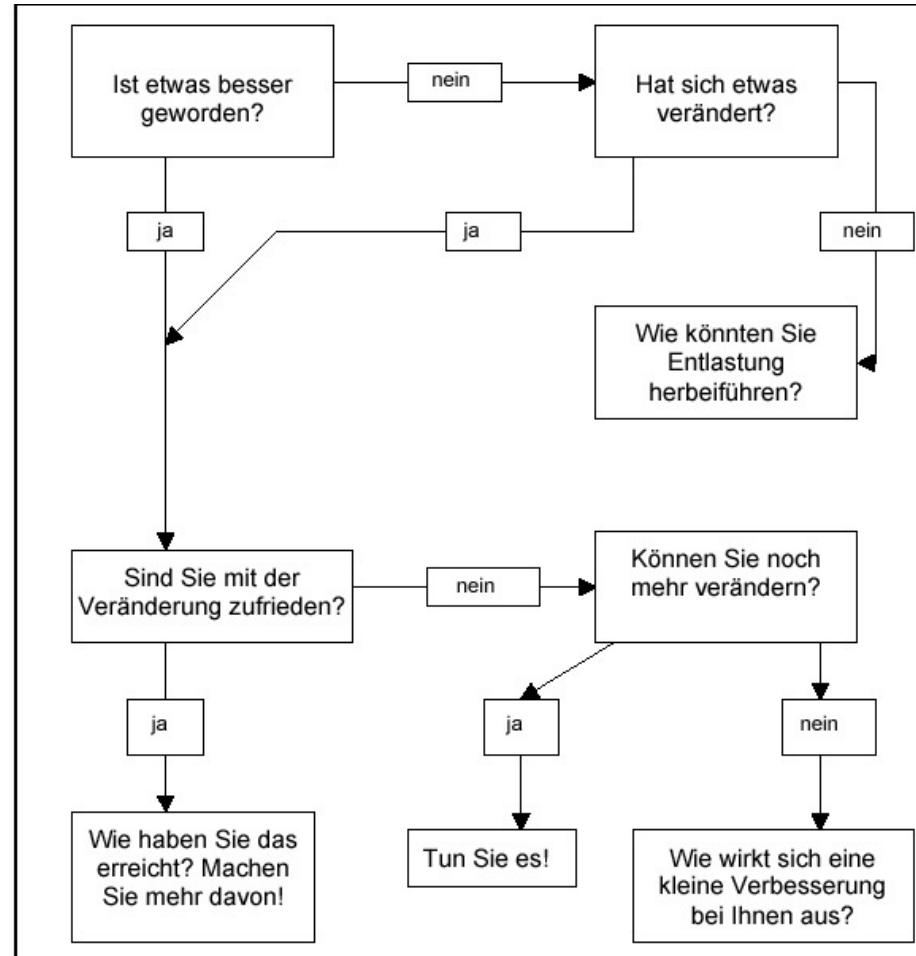 Ist etwas besser
geworden?
nein
Hat sich etwas
verändert?
ja
ja
nein
Wie könnten Sie
Entlastung
herbeiführen?
Sind Sie mit der
Veränderung zufrieden?
nein
Können Sie noch
mehr verändern?
ja
ja
nein
Wie haben Sie das
erreicht? Machen
Sie mehr davon!
Tun Sie es!
Wie wirkt sich eine
kleine Verbesserung
bei Ihnen aus?